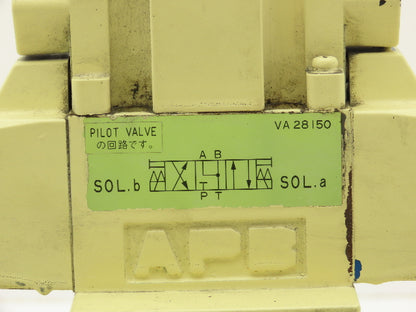 PILOT VALVE
の回路です。
VA 28150
A B
SOL.b
SOL.a
T
P T
APB